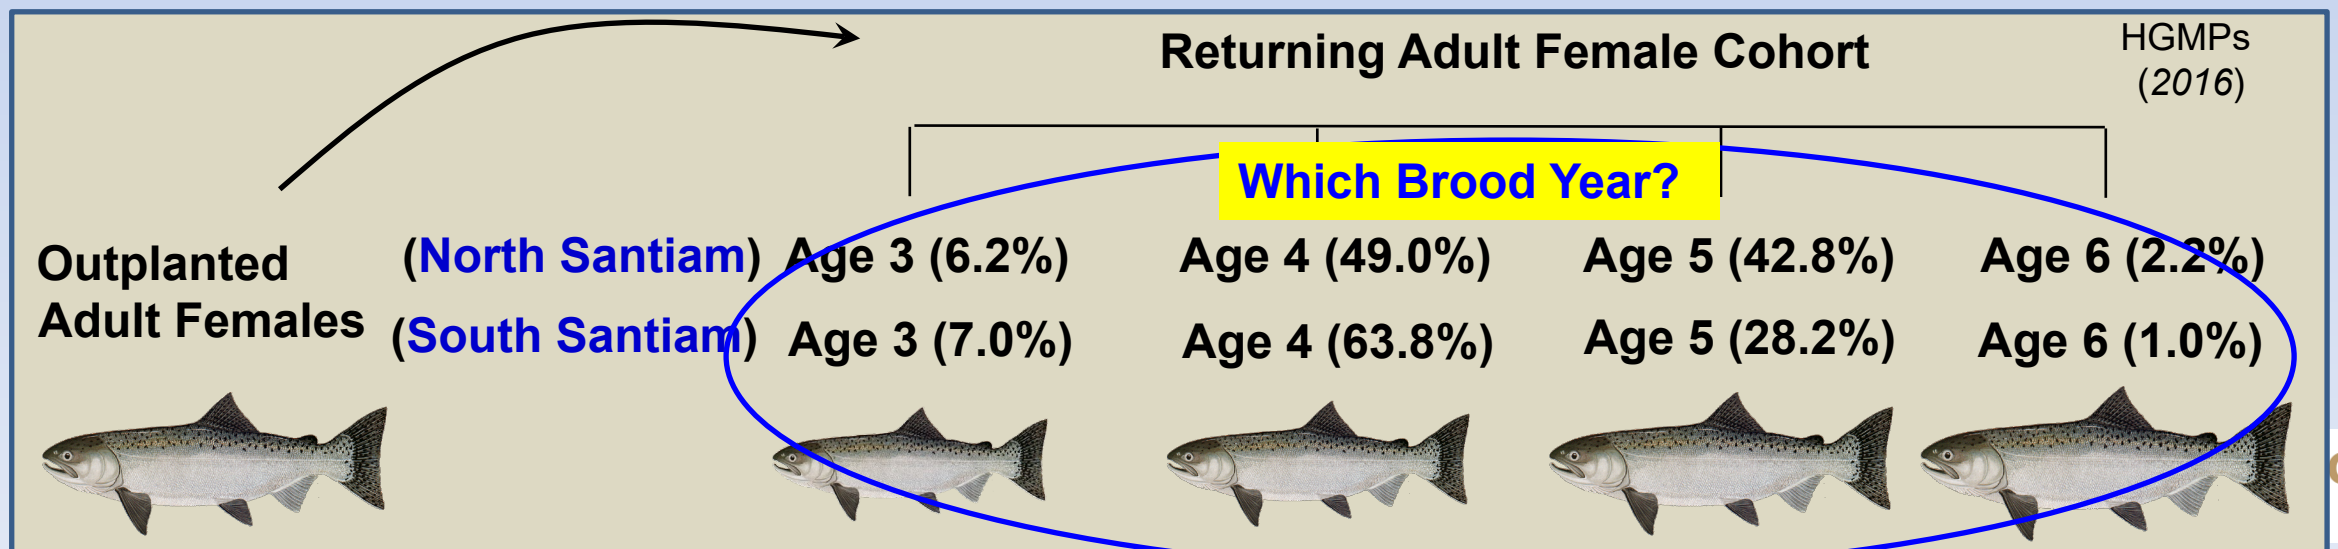 Returning Adult Female Cohort
HGMPs
(2016)
Which Brood Year?
Outplanted
Adult Females
(North Santiam) Age 3 (6.2%) Age 4 (49.0%) Age 5 (42.8%) Age 6 (2.2%)
(South Santiam) Age 3 (7.0%) Age 4 (63.8%) Age 5 (28.2%) Age 6 (1.0%)